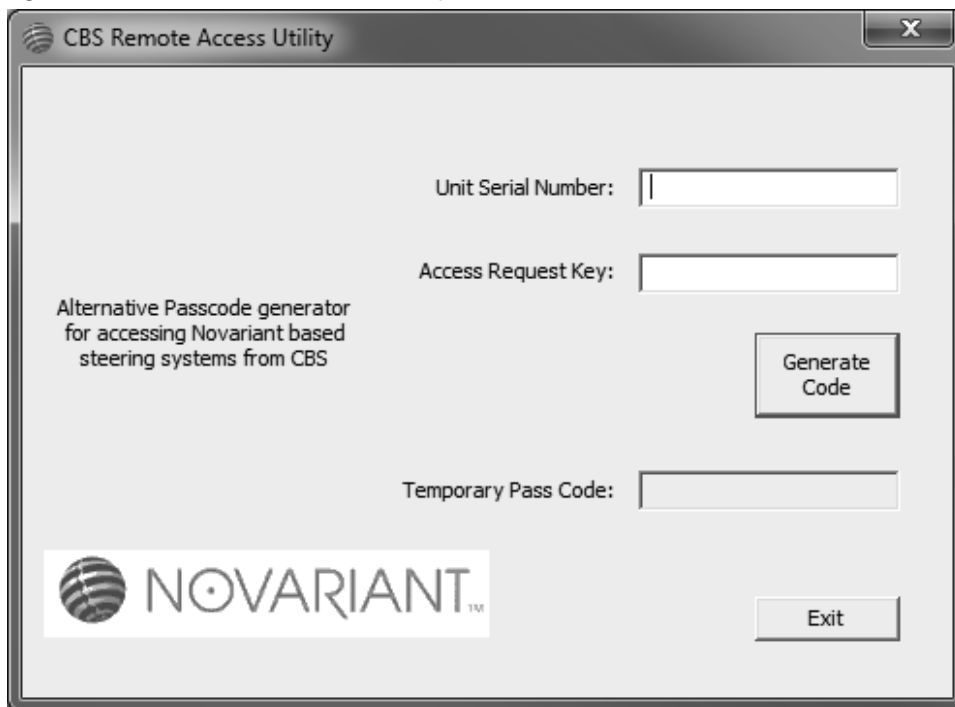 CBS Remote Access Utility
Unit Serial Number:
Access Request Key:
Alternative Passcode generator
for accessing Novariant based
steering systems from CBS
Generate
Code
Temporary Pass Code:
NOVARIANT™
Exit